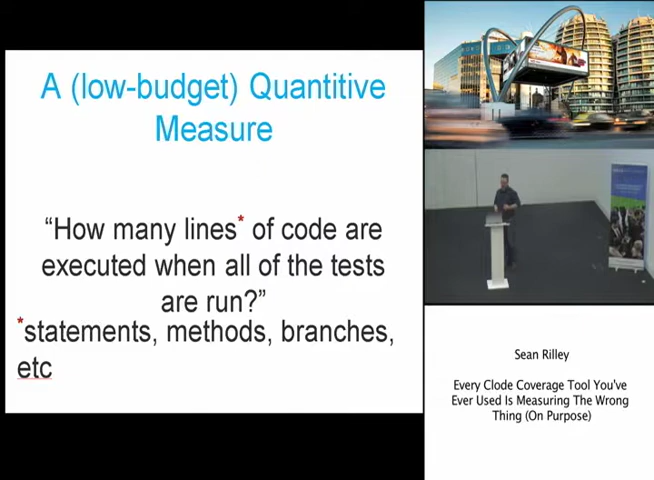 A (low-budget) Quantitive
Measure
“How many lines* of code are
executed when all of the tests
are run?”
*statements, methods, branches,
etc
Sean Rilley
Every Clode Coverage Tool You've
Ever Used Is Measuring The Wrong
Thing (On Purpose)